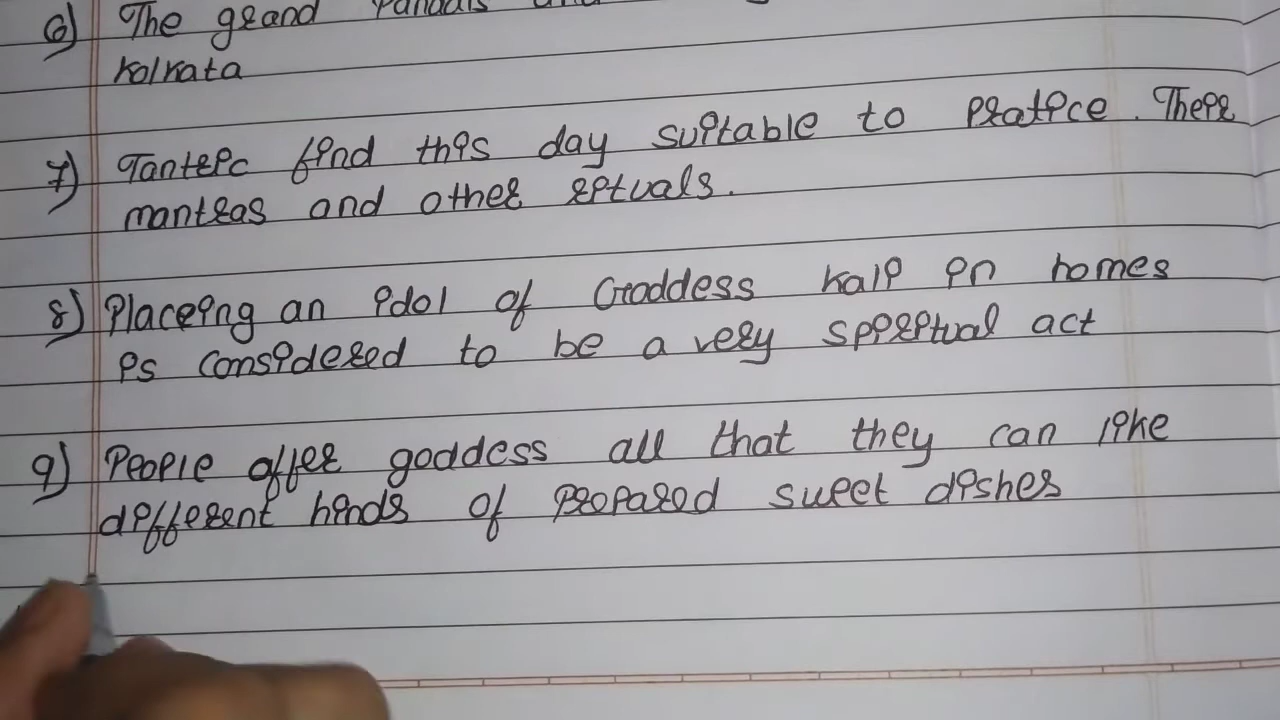 6) The grand Pandals
Kolkata
7) Tantric find this day suitable to pratice. Their
mantras and other rituals.
8) Placeing an idol of Goddess Kali in homes
is considered to be a very spiritual act
9) People offer goddess all that they can like
different kinds of prepared sweet dishes